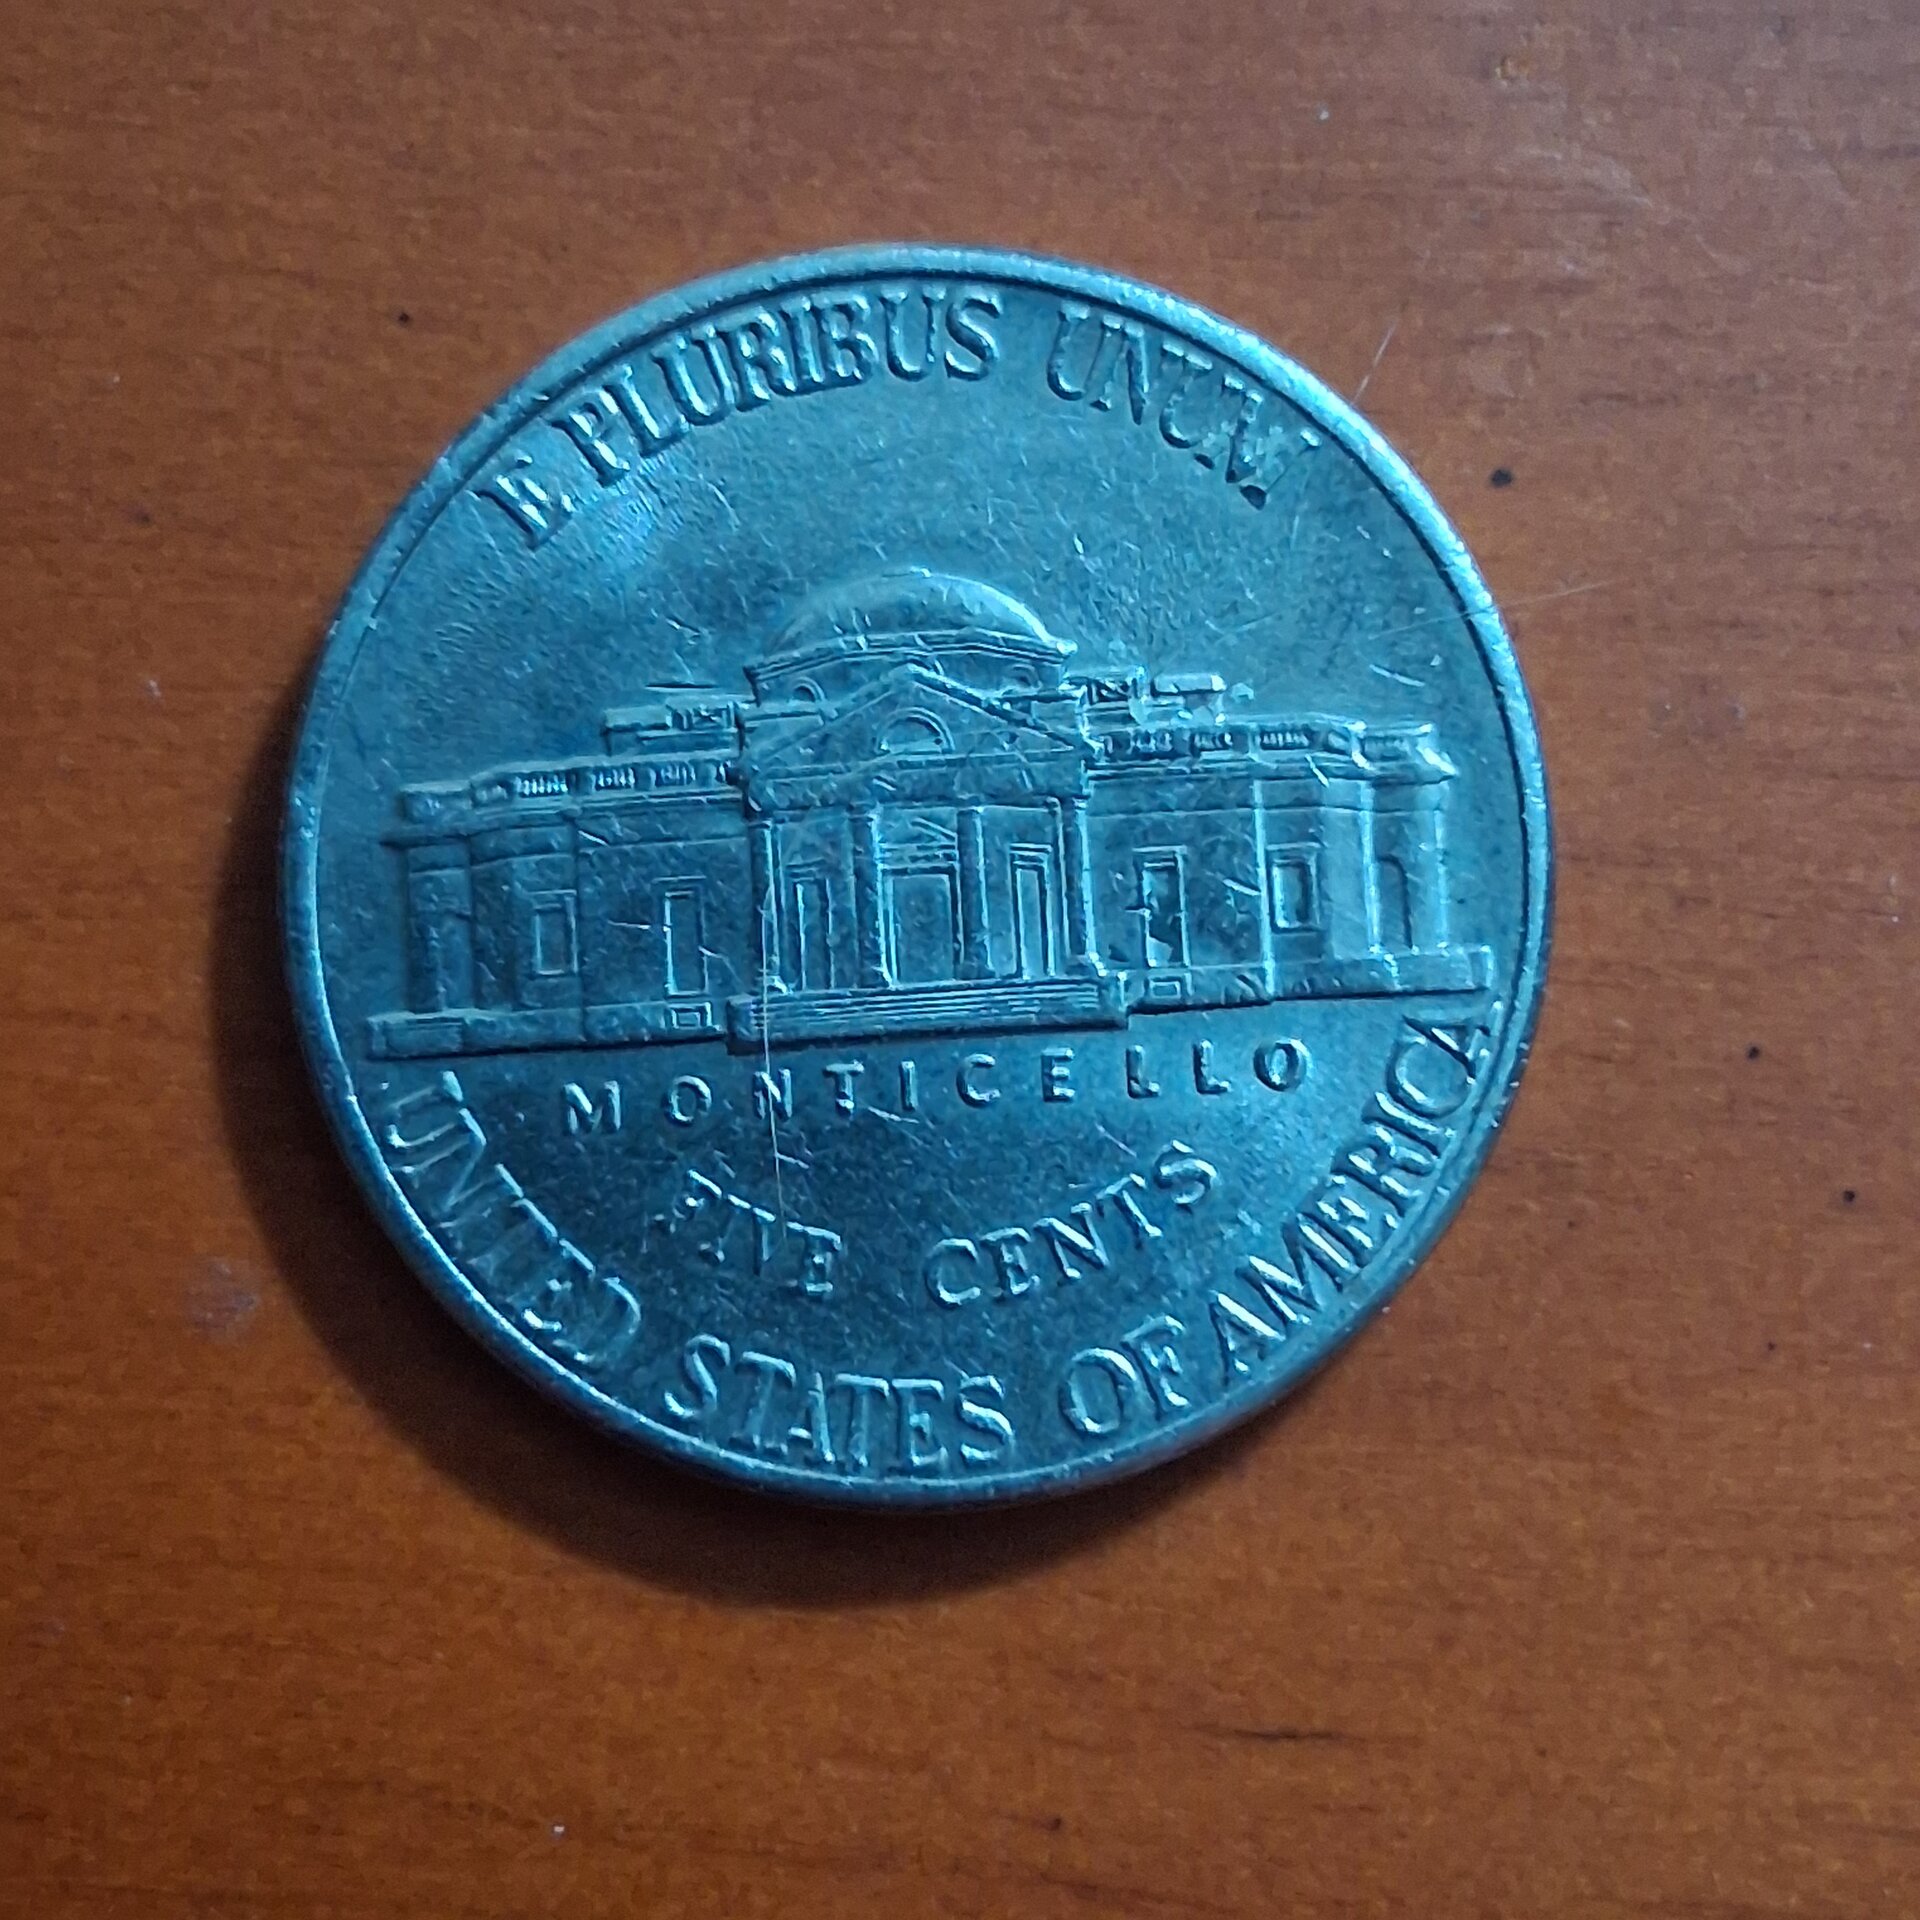 E PLURIBUS UNUM
MONTICELLO
FIVE CENTS
UNITED STATES OF AMERICA